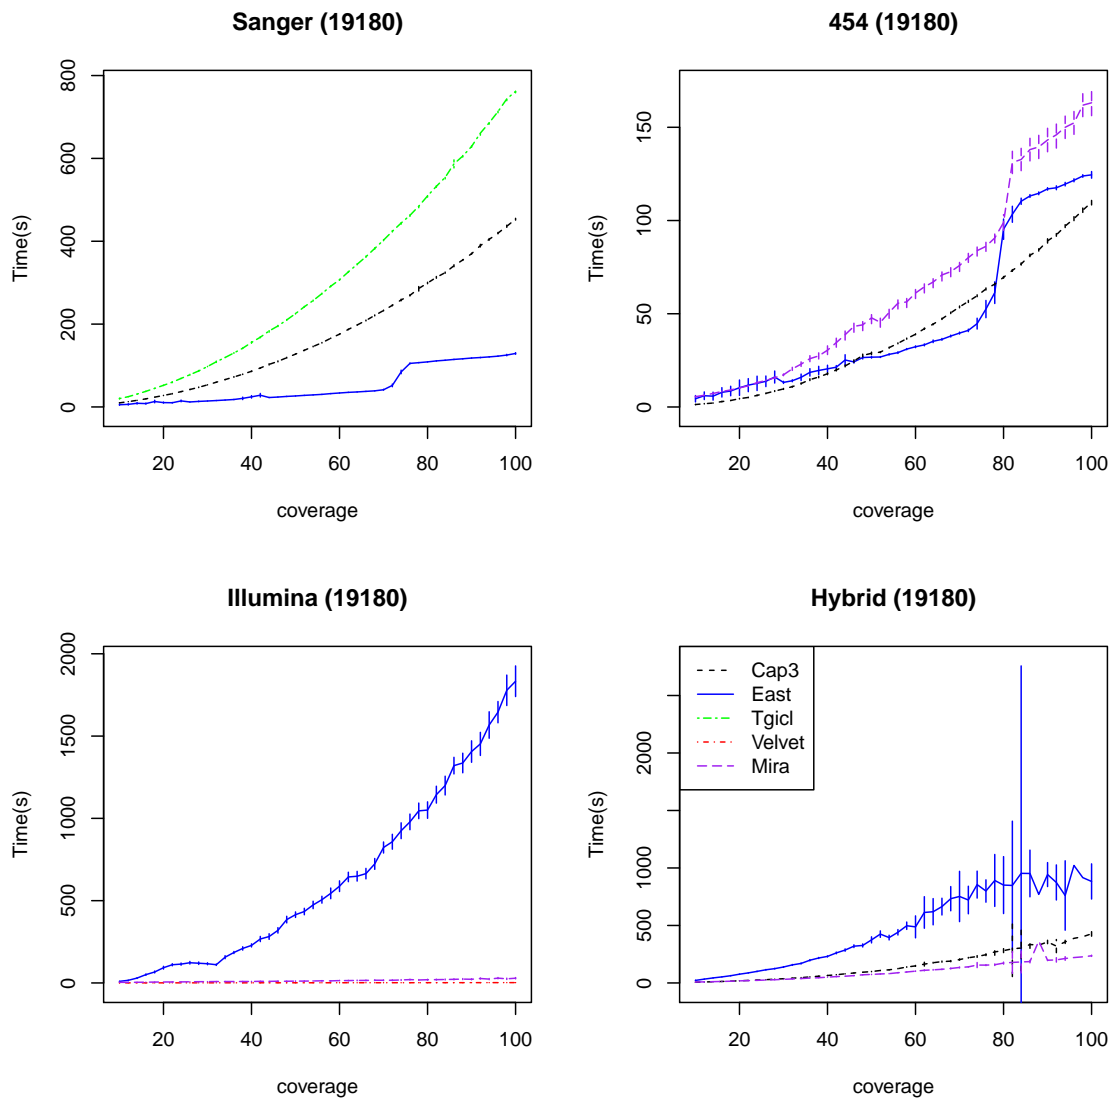 Sanger (19180)
Time(s)
0 200 400 600 800
20 40 60 80 100
coverage
454 (19180)
Time(s)
0 50 100 150
20 40 60 80 100
coverage
Illumina (19180)
Time(s)
0 500 1000 1500 2000
20 40 60 80 100
coverage
Hybrid (19180)
Time(s)
0 500 1000 2000
Cap3
East
Tgicl
Velvet
Mira
20 40 60 80 100
coverage